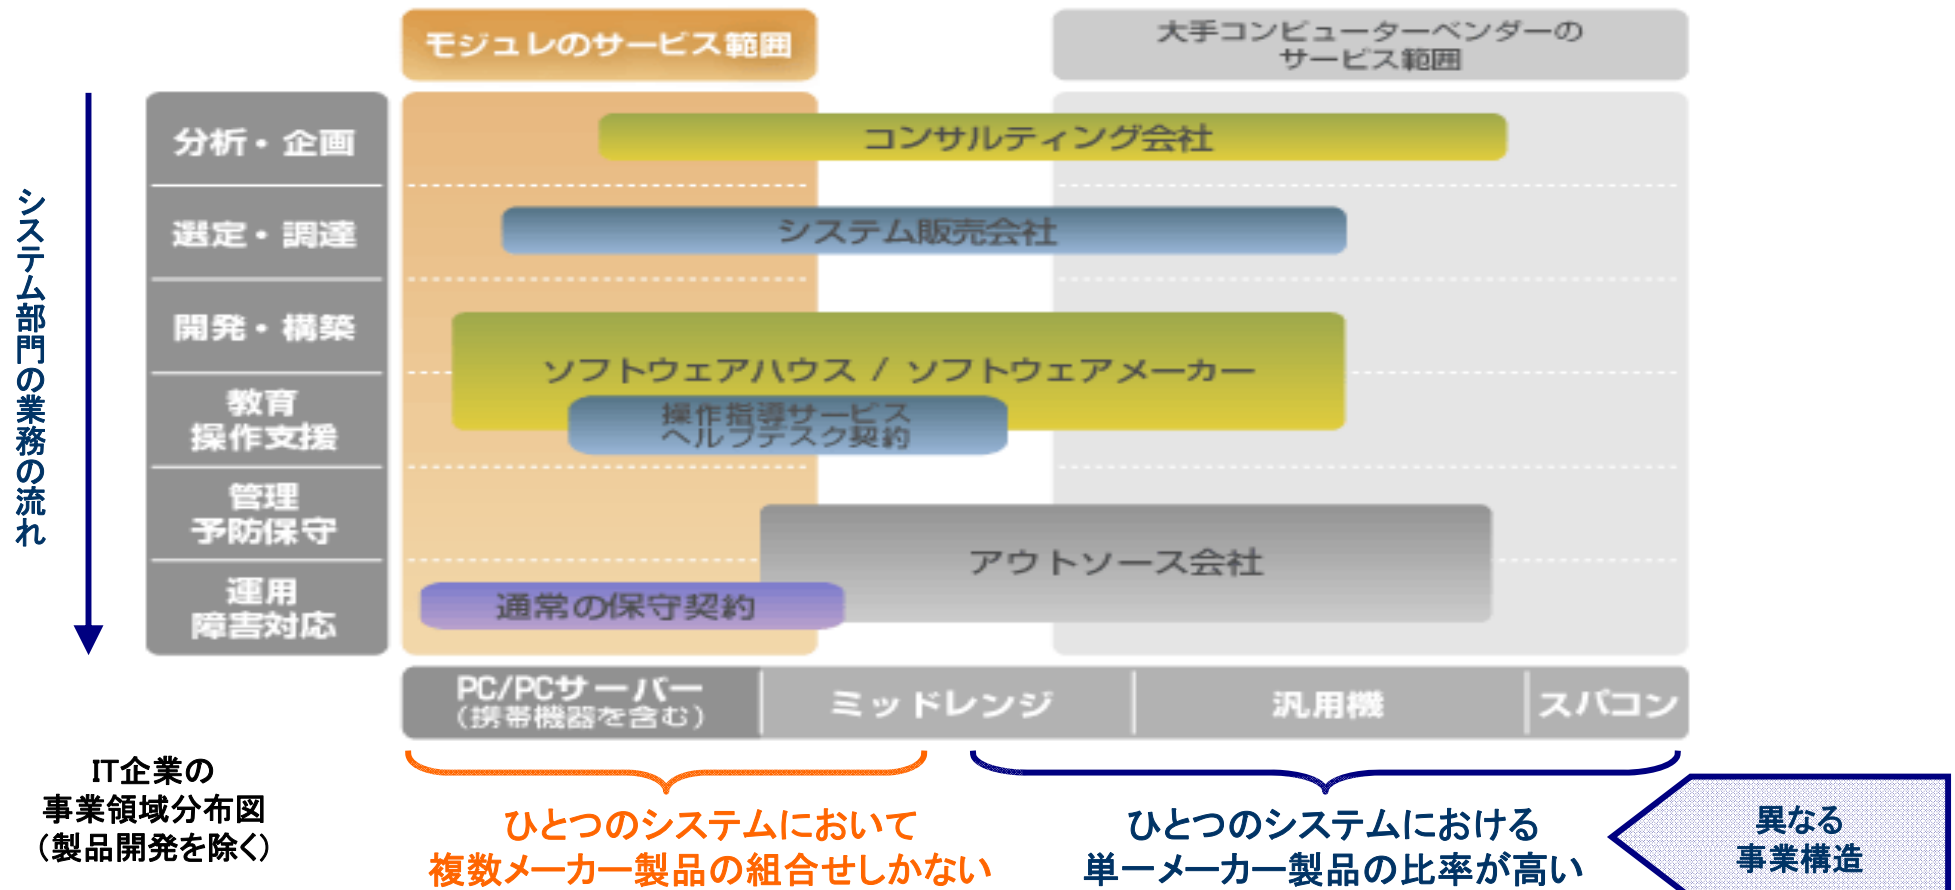 モジュレのサービス範囲
大手コンピューターベンダーの
サービス範囲
システム部門の業務の流れ
分析・企画
コンサルティング会社
選定・調達
システム販売会社
開発・構築
ソフトウェアハウス / ソフトウェアメーカー
教育
操作支援
操作指導サービス
ヘルプデスク契約
管理
予防保守
アウトソース会社
運用
障害対応
通常の保守契約
PC/PCサーバー
（携帯機器を含む）
ミッドレンジ
汎用機
スパコン
IT企業の
事業領域分布図
（製品開発を除く）
ひとつのシステムにおいて
複数メーカー製品の組合せしかない
ひとつのシステムにおける
単一メーカー製品の比率が高い
異なる
事業構造